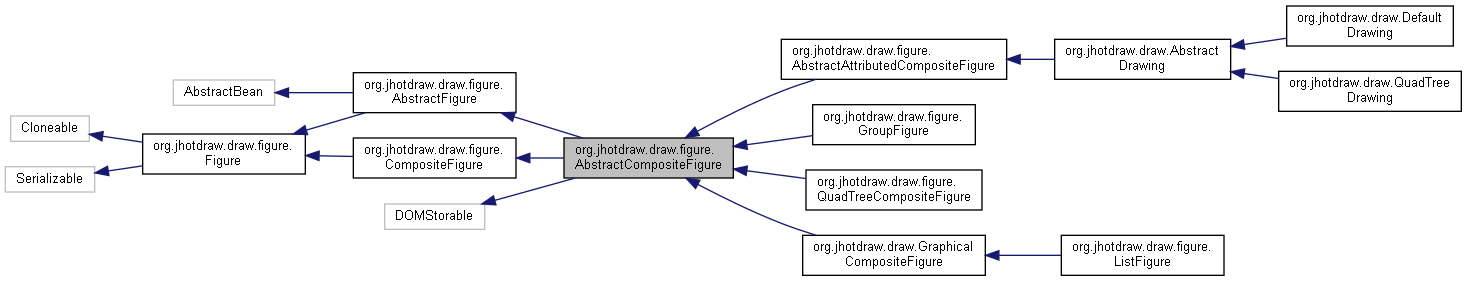 AbstractBean
Cloneable
Serializable
org.jhotdraw.draw.figure.
Figure
org.jhotdraw.draw.figure.
AbstractFigure
org.jhotdraw.draw.figure.
CompositeFigure
DOMStorable
org.jhotdraw.draw.figure.
AbstractCompositeFigure
org.jhotdraw.draw.figure.
AbstractAttributedCompositeFigure
org.jhotdraw.draw.figure.
GroupFigure
org.jhotdraw.draw.figure.
QuadTreeCompositeFigure
org.jhotdraw.draw.Graphical
CompositeFigure
org.jhotdraw.draw.Abstract
Drawing
org.jhotdraw.draw.figure.
ListFigure
org.jhotdraw.draw.Default
Drawing
org.jhotdraw.draw.QuadTree
Drawing